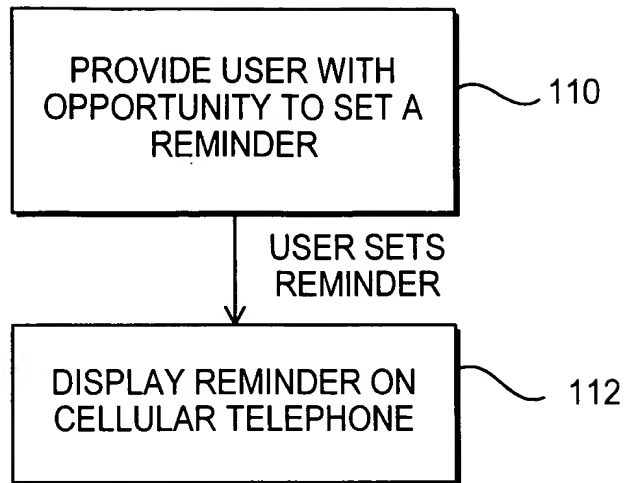 PROVIDE USER WITH
OPPORTUNITY TO SET A
REMINDER
110
USER SETS
REMINDER
DISPLAY REMINDER ON
CELLULAR TELEPHONE
112